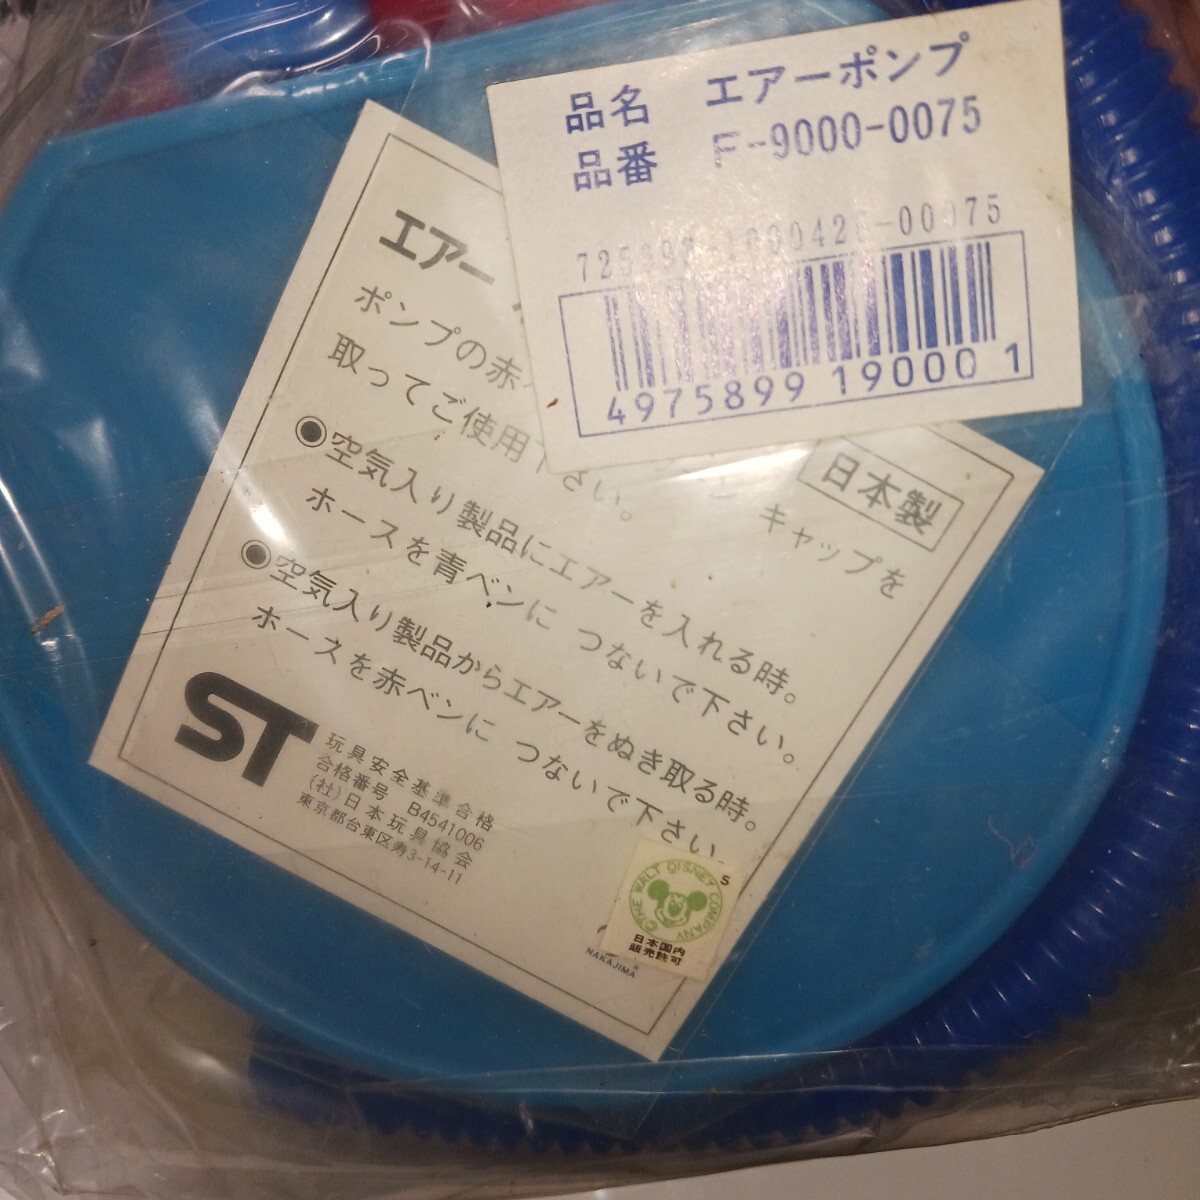 品名 エアーポンプ
品番 F-9000-0075
4975899 190001
エアー
日本製
ポンプの赤 と キャップを
取ってご使用下さい。
◉空気入り製品にエアーを入れる時。
ホースを青ベンに つないで下さい。
◉空気入り製品からエアーをぬき取る時。
ホースを赤ベンに つないで下さい。
ST
玩具安全基準合格
合格番号 B4541006
(社)日本玩具協会
東京都台東区寿3-14-11
S
©THE WALT DISNEY COMPANY
日本国内
販売許可
NAKAJIMA®